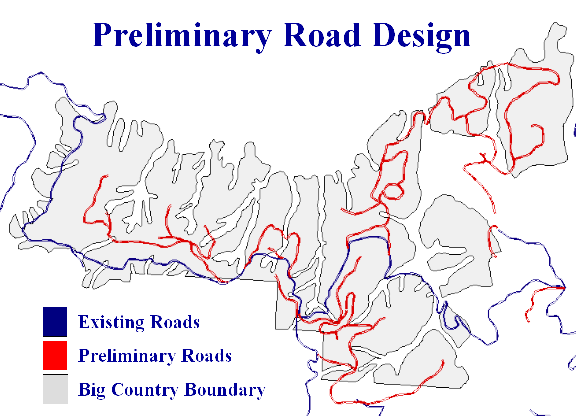 Preliminary Road Design
Existing Roads
Preliminary Roads
Big Country Boundary